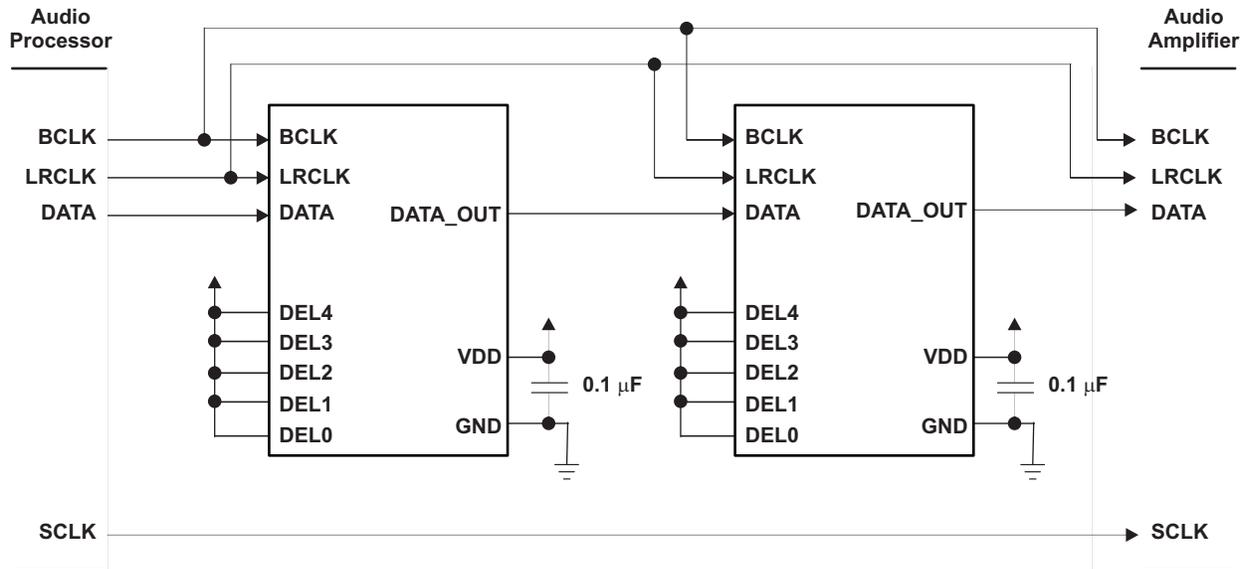 Audio
Processor
Audio
Amplifier
BCLK
BCLK
BCLK
BCLK
LRCLK
LRCLK
LRCLK
LRCLK
DATA
DATA
DATA_OUT
DATA
DATA_OUT
DATA
DEL4
DEL3
DEL2
DEL1
DEL0
VDD
0.1 μF
GND
DEL4
DEL3
DEL2
DEL1
DEL0
VDD
0.1 μF
GND
SCLK
SCLK